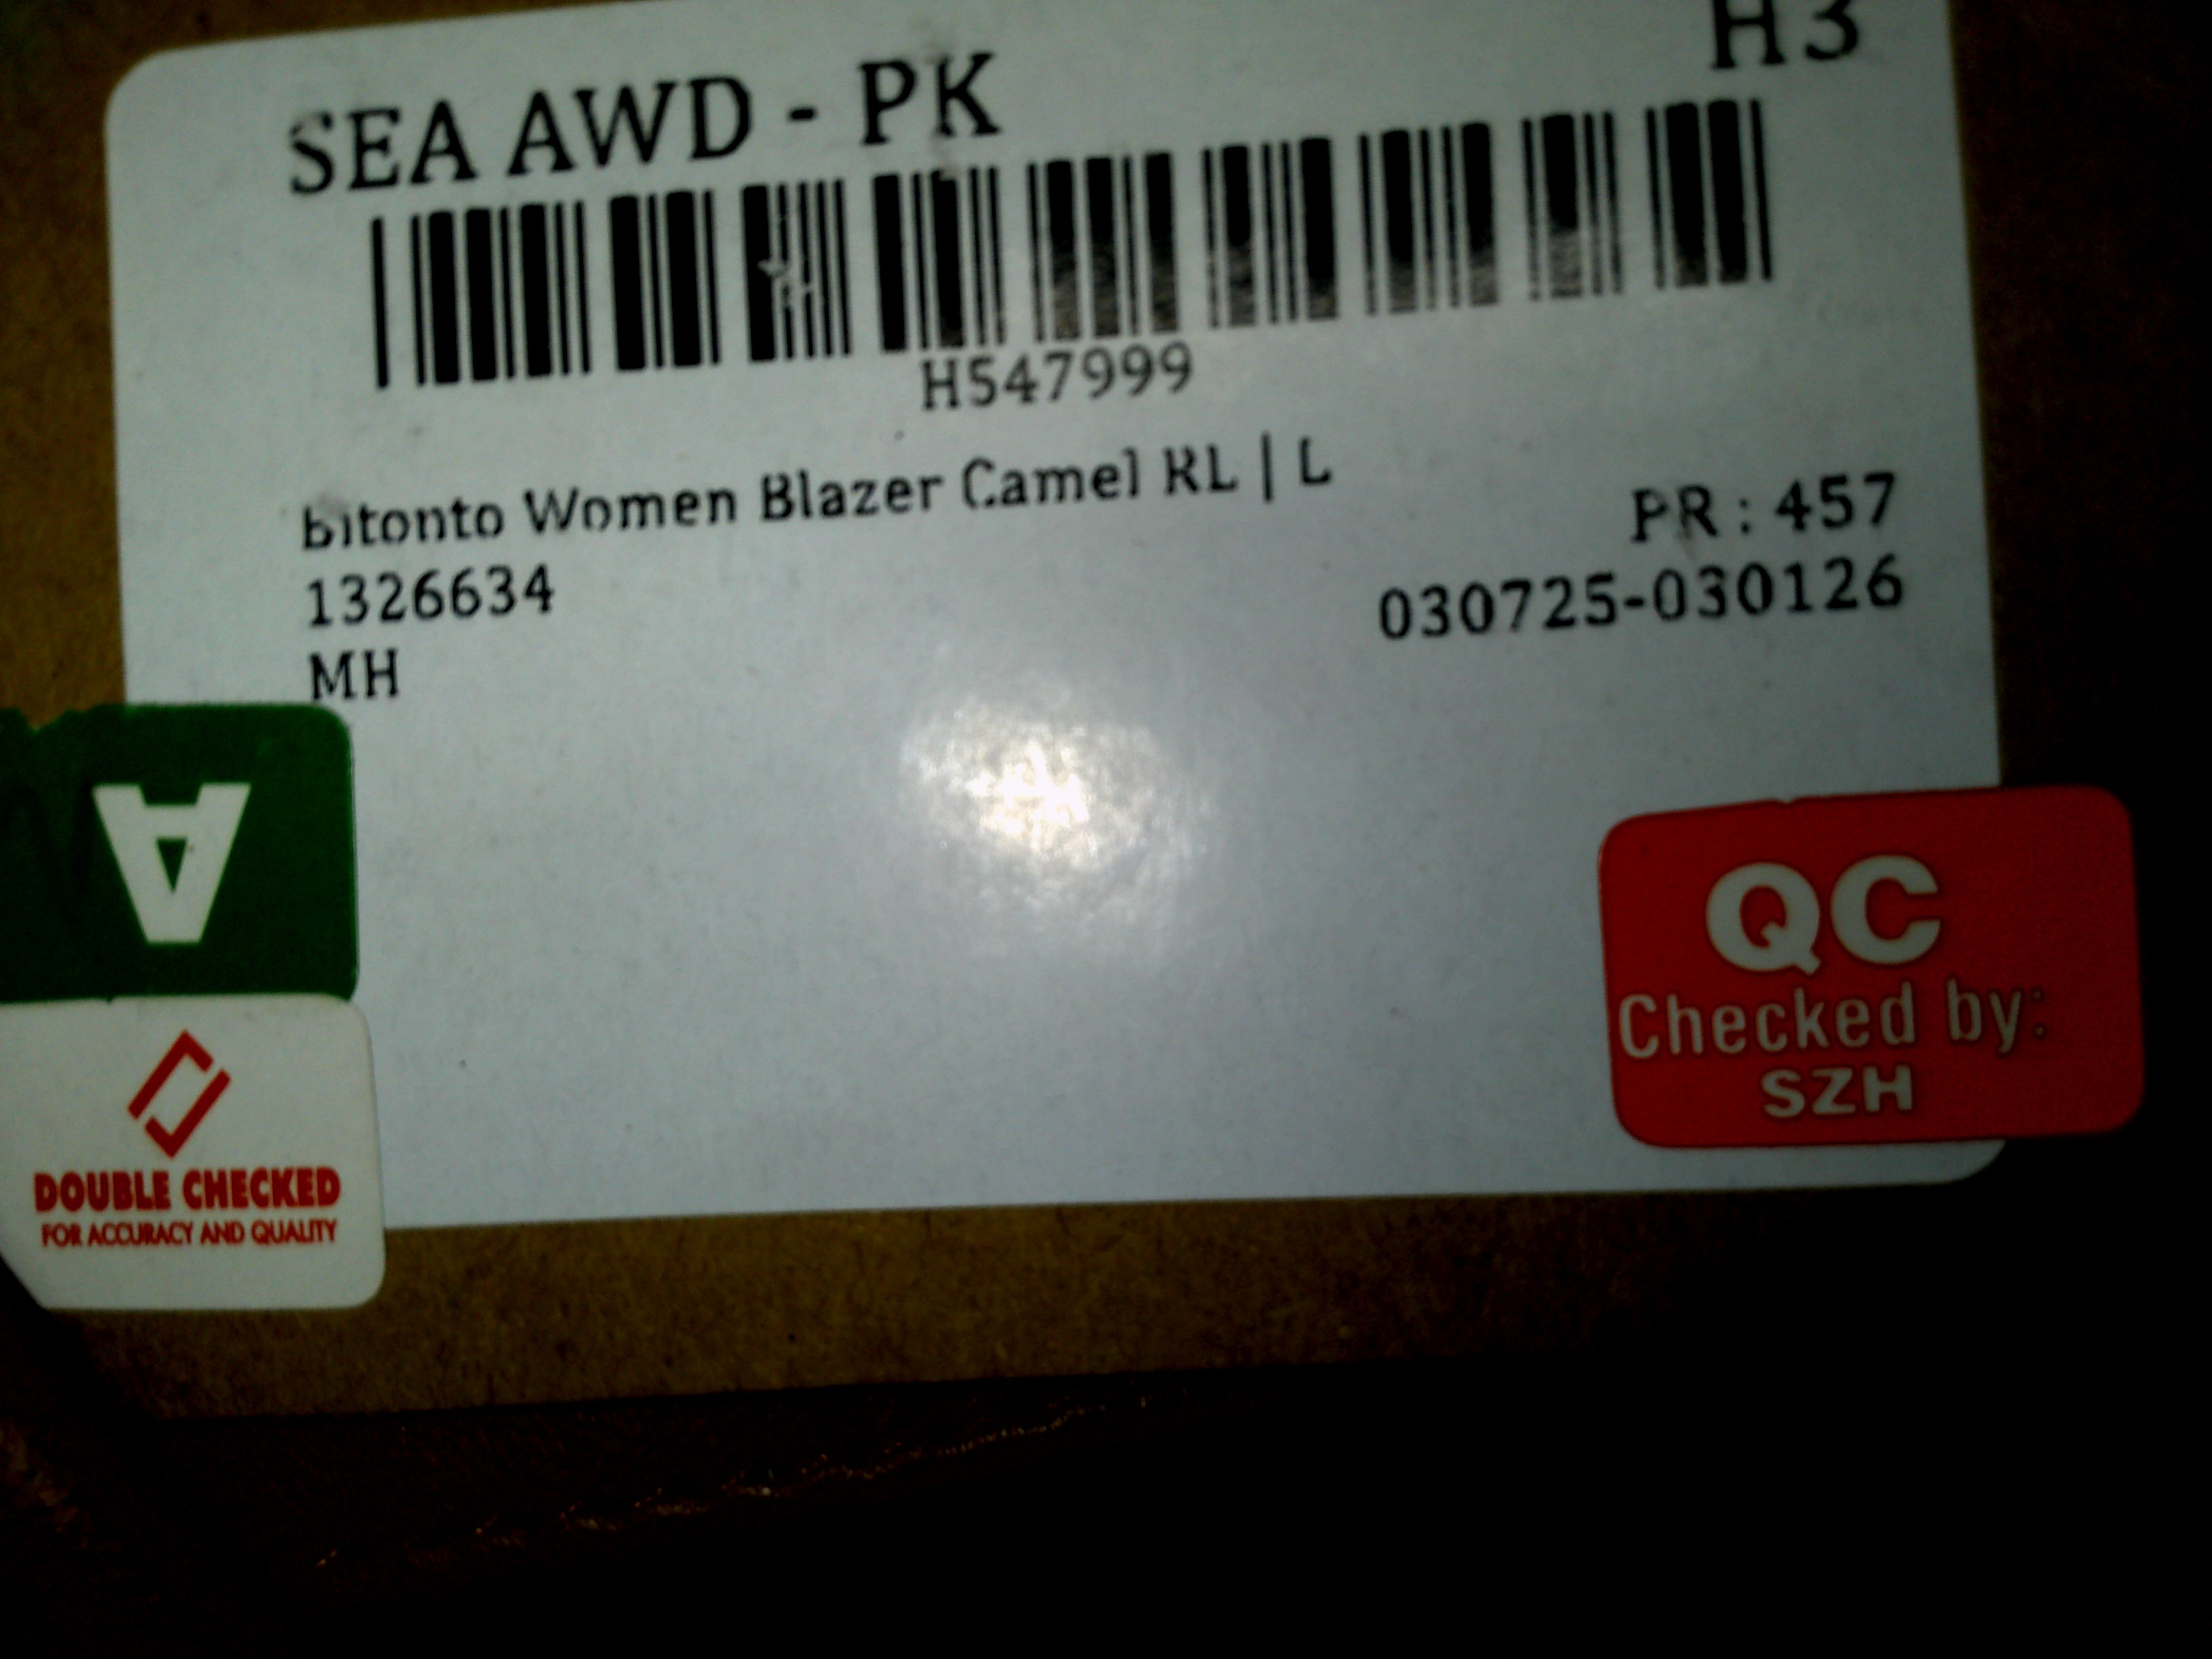 SEA AWD - PK
H3
H547999
Bitonto Women Blazer Camel RL | L
PR : 457
1326634
030725-030126
MH
A
QC
Checked by:
SZH
DOUBLE CHECKED
FOR ACCURACY AND QUALITY